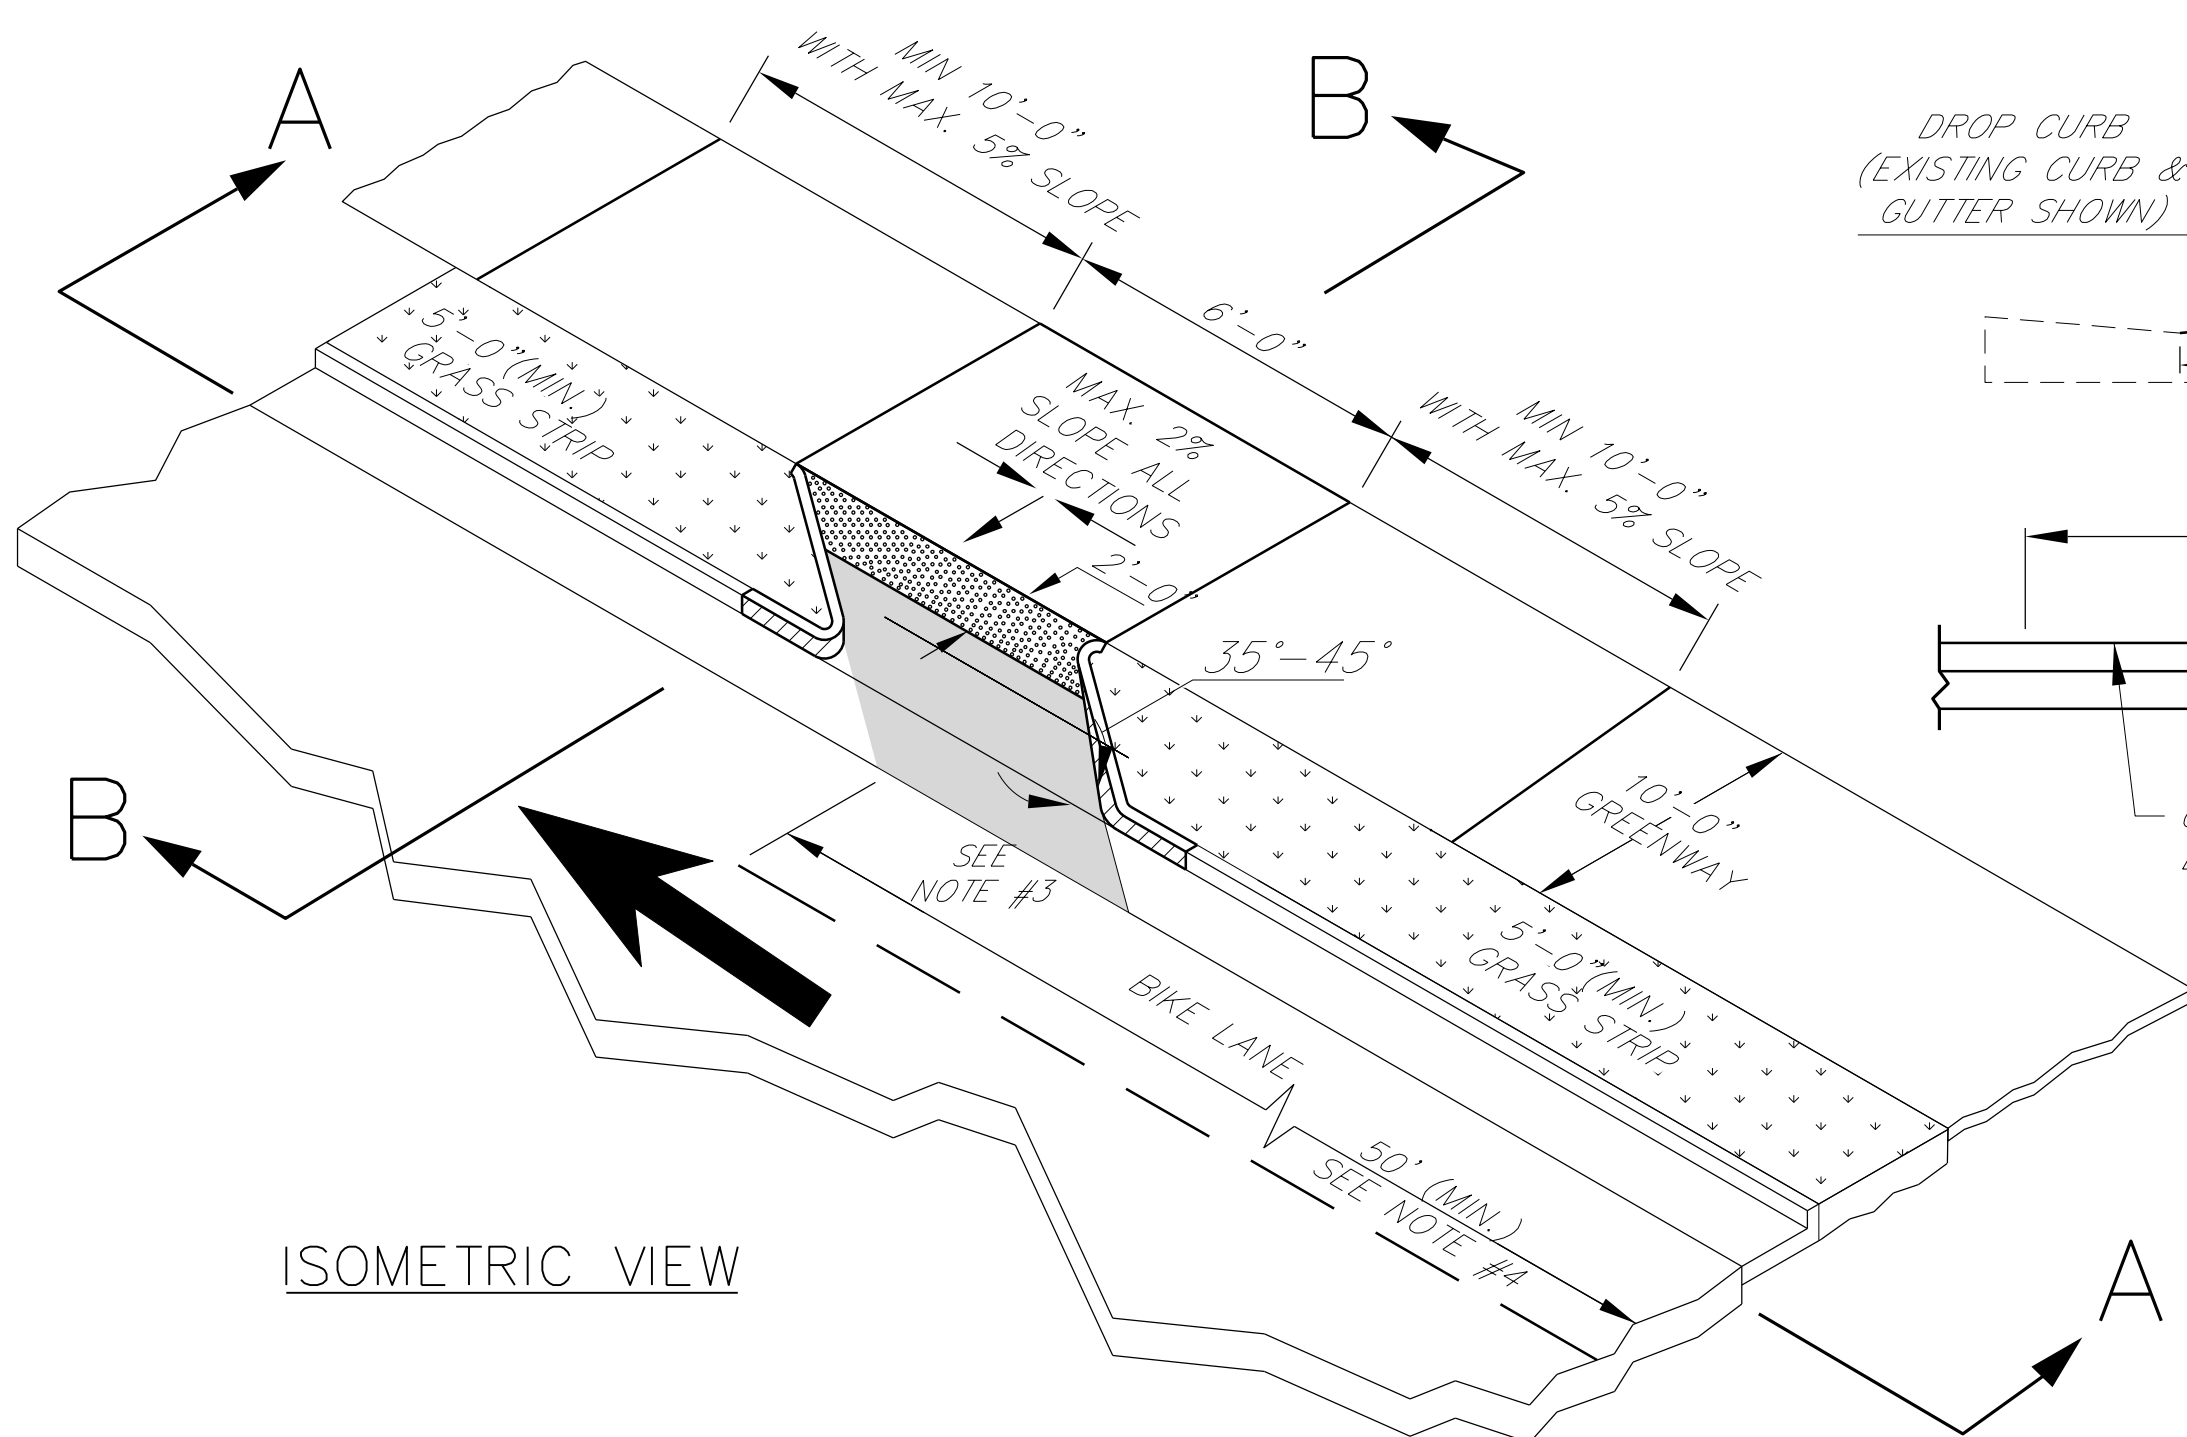 A
MIN 10'-0"
WITH MAX. 5% SLOPE
B
DROP CURB
(EXISTING CURB &
GUTTER SHOWN)
6'-0"
5'-0"(MIN.)
GRASS STRIP
MAX. 2%
SLOPE ALL
DIRECTIONS
MIN 10'-0"
WITH MAX. 5% SLOPE
2'-0"
35°-45°
10'-0"
GREENWAY
B
SEE
NOTE #3
BIKE LANE
5'-0"(MIN.)
GRASS STRIP
50' (MIN.)
SEE NOTE #4
ISOMETRIC VIEW
A